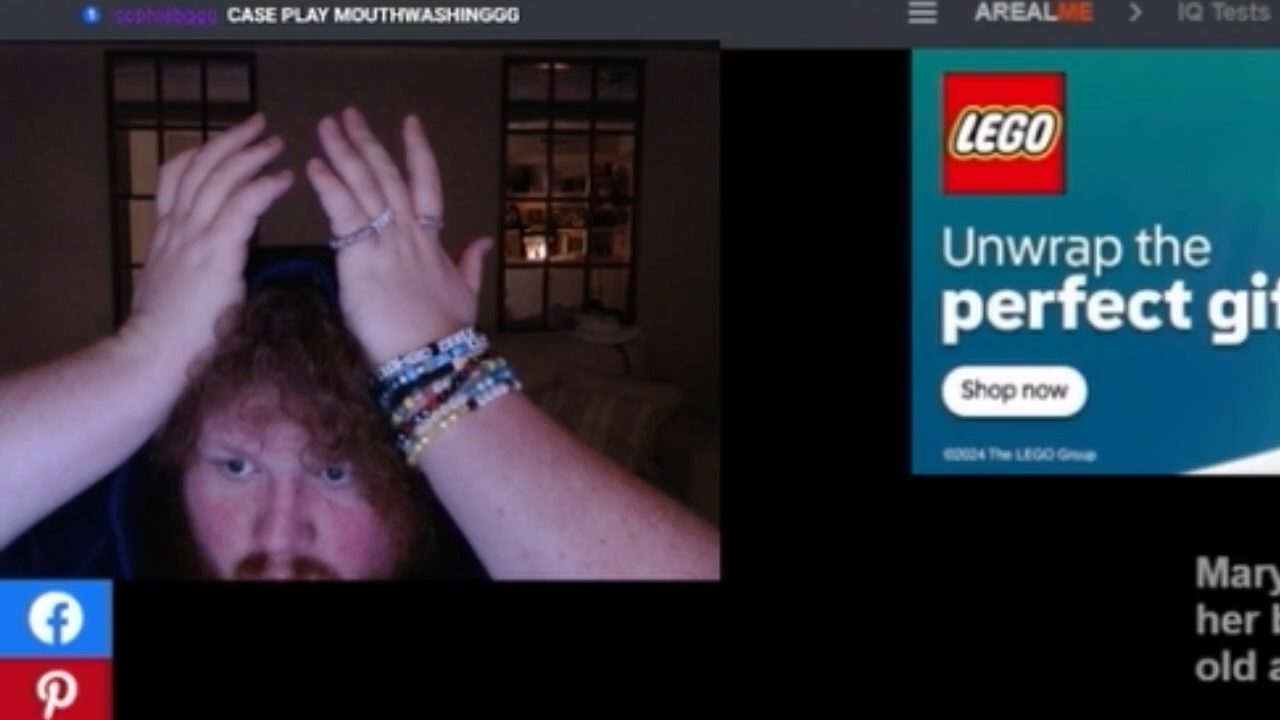 scphiebggg CASE PLAY MOUTHWASHINGGG
AREALME > IQ Tests
LEGO
Unwrap the
perfect gif
Shop now
©2024 The LEGO Group
Mary
her b
old a